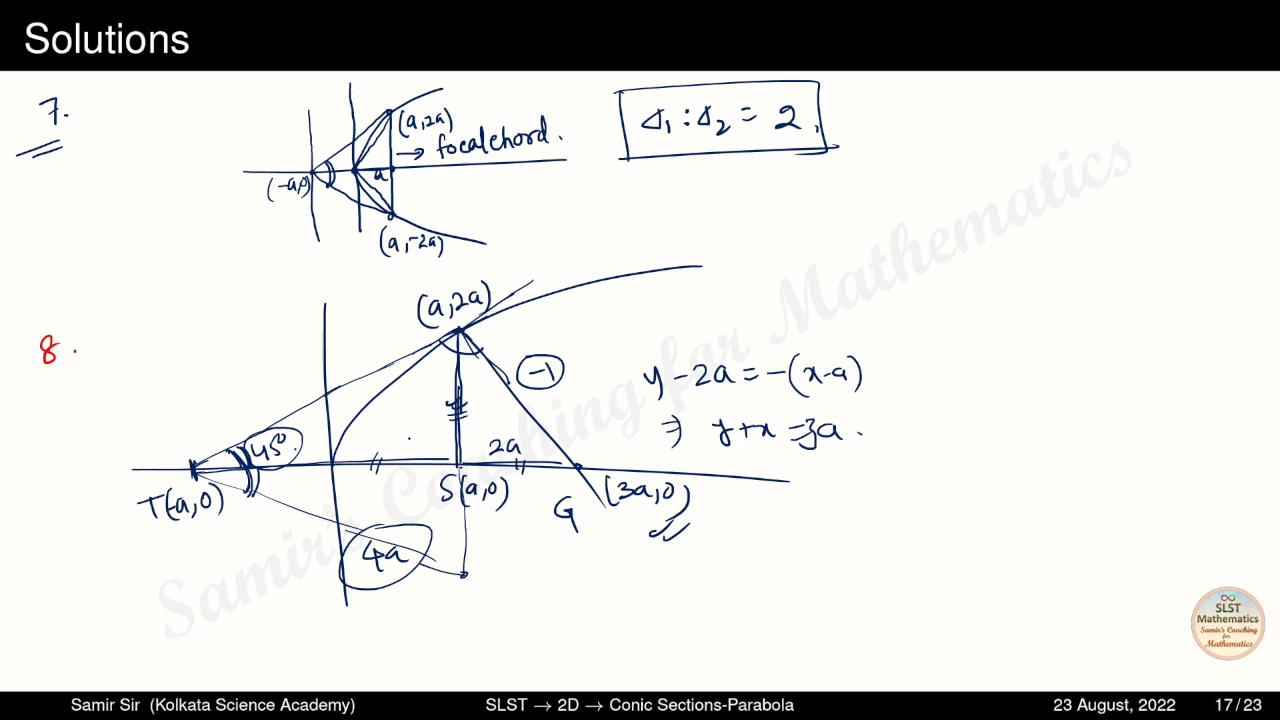 Solutions
7.
(a,2a)
→ focal chord.
(-a,0)
a
(a,-2a)
Δ₁ : Δ₂ = 2.
8.
(a,2a)
-1
y - 2a = -(x-a)
⇒ y+x = 3a.
45°
2a
T(-a,0)
S(a,0)
G
(3a,0)
4a
Samir's Coaching for Mathematics
SLST
Mathematics
Samir's Coaching
for
Mathematics
Samir Sir (Kolkata Science Academy)
SLST → 2D → Conic Sections-Parabola
23 August, 2022
17 / 23